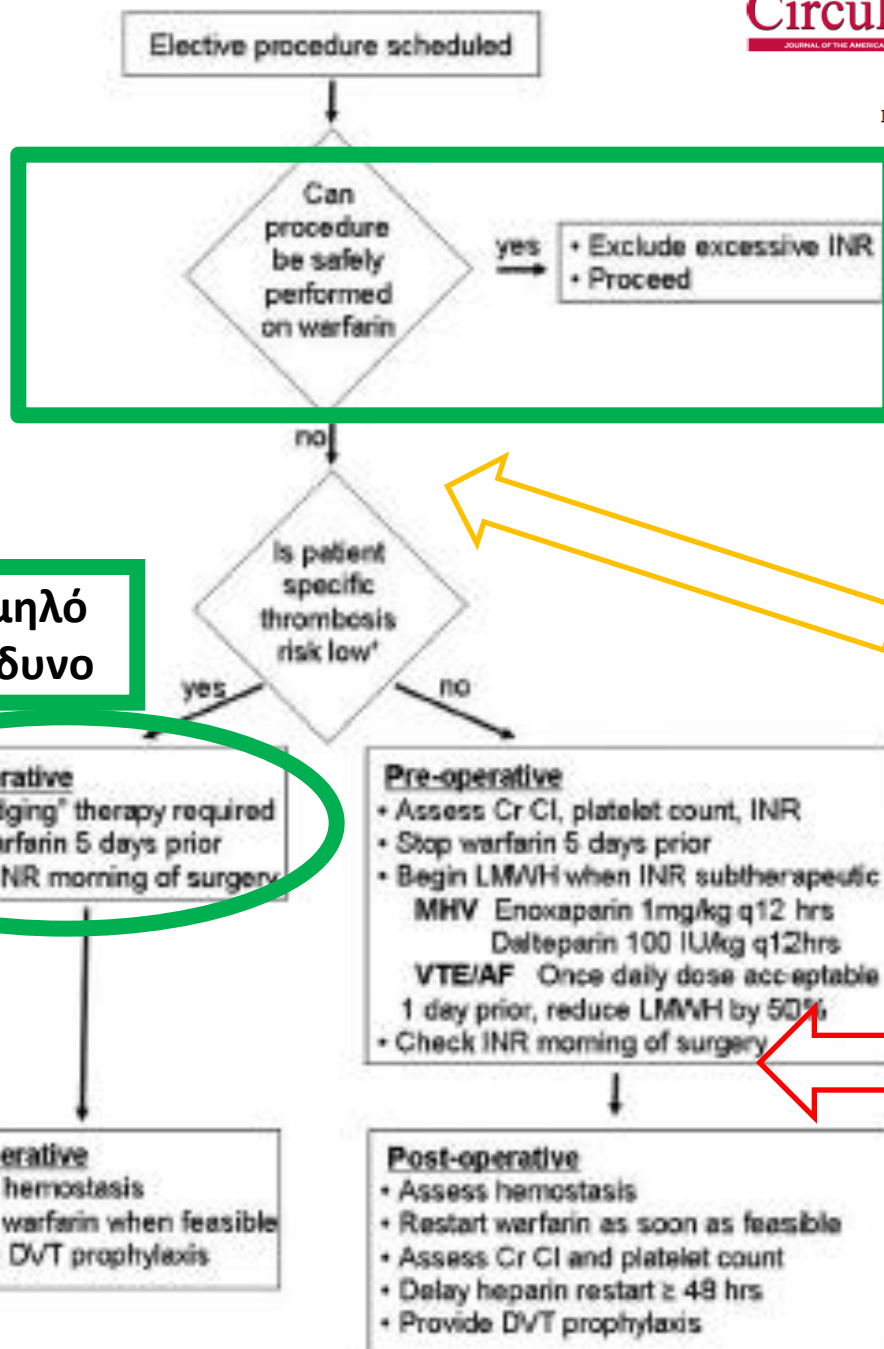 Circul
JOURNAL OF THE AMERICA
Elective procedure scheduled
Can
procedure
be safely
performed
on warfarin
yes
• Exclude excessive INR
• Proceed
no
Is patient
specific
thrombosis
risk low
μηλό
δυνο
yes
no
rative
dging" therapy required
arfarin 5 days prior
NR morning of surgery
Pre-operative
• Assess Cr Cl, platelet count, INR
• Stop warfarin 5 days prior
• Begin LMWH when INR subtherapeutic
MHV Enoxaparin 1mg/kg q12 hrs
Dalteparin 100 IU/kg q12hrs
VTE/AF Once daily dose acceptable
1 day prior, reduce LMWH by 50%
• Check INR morning of surgery
erative
hemostasis
warfarin when feasible
DVT prophylaxis
Post-operative
• Assess hemostasis
• Restart warfarin as soon as feasible
• Assess Cr Cl and platelet count
• Delay heparin restart ≥ 48 hrs
• Provide DVT prophylaxis